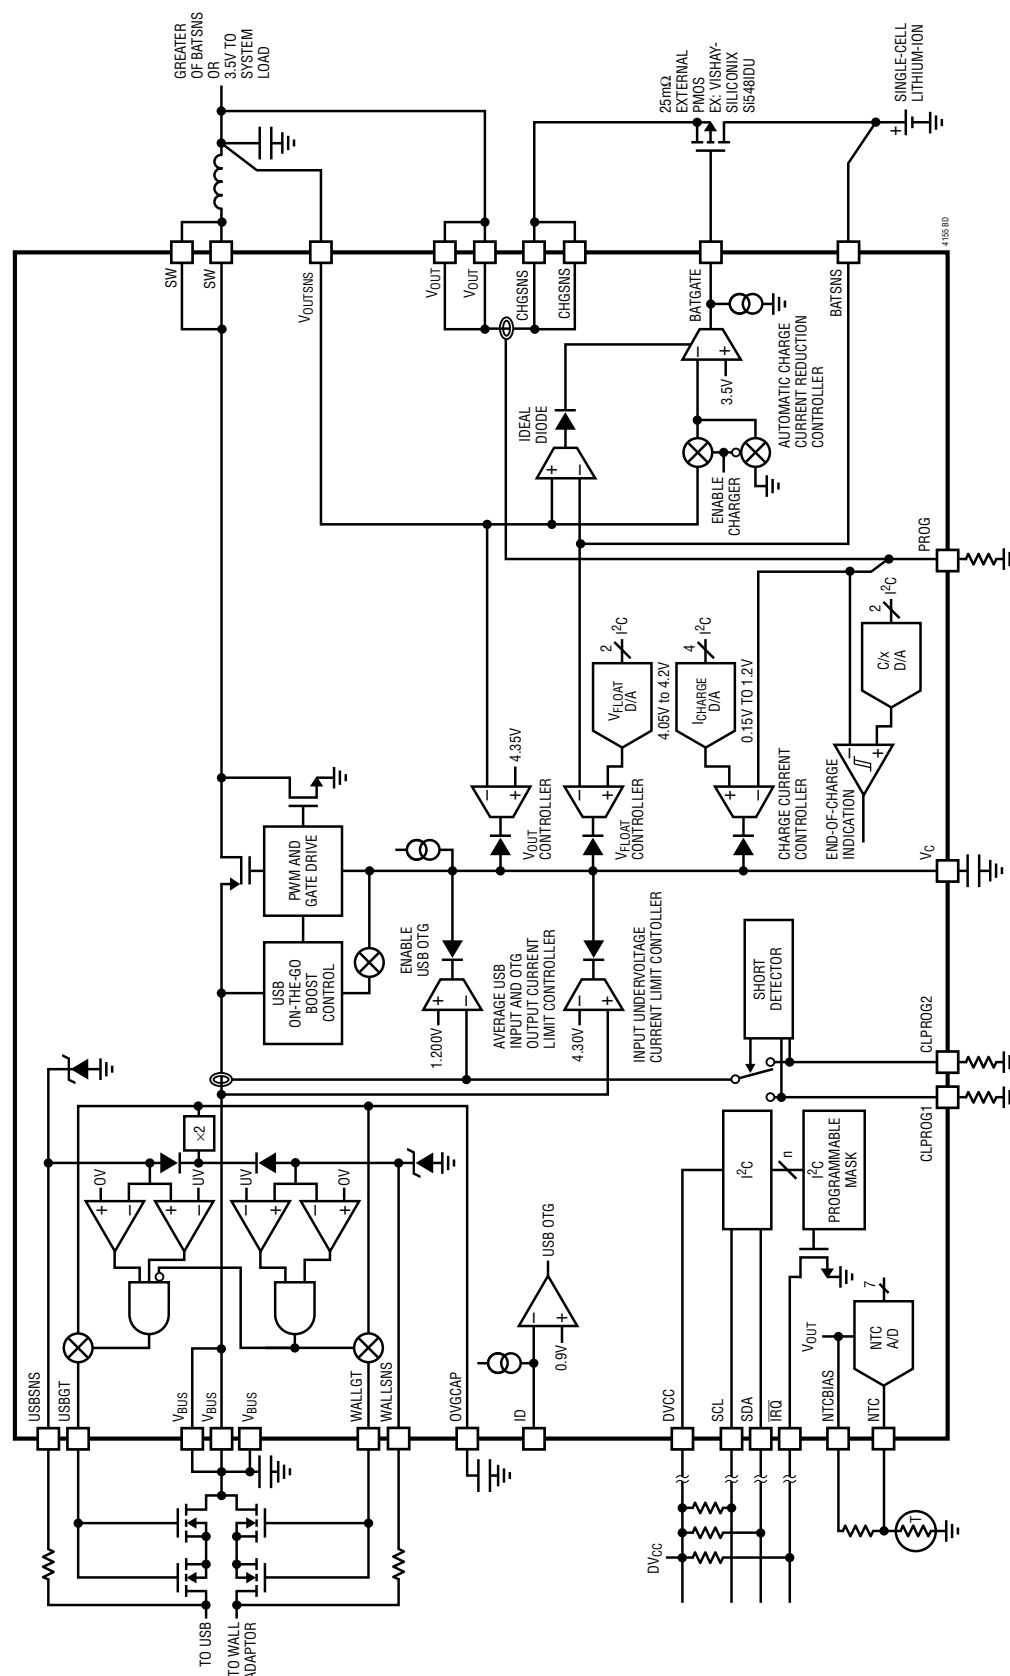 GREATER
OF BATSNS
OR
3.5V TO
SYSTEM
LOAD
25mΩ
EXTERNAL
PMOS
EX: VISHAY-
SILICONIX
Si5481DU
SINGLE-CELL
LITHIUM-ION
+
4155 BD
SW
SW
VOUTSNS
VOUT
VOUT
CHGSNS
CHGSNS
BATGATE
BATSNS
IDEAL
DIODE
+
–
–
+
3.5V
AUTOMATIC CHARGE
CURRENT REDUCTION
CONTROLLER
ENABLE
CHARGER
PROG
2
I2C
VFLOAT
D/A
4.05V to 4.2V
4
I2C
ICHARGE
D/A
0.15V TO 1.2V
2
I2C
C/x
D/A
–
+
4.35V
VOUT
CONTROLLER
–
+
VFLOAT
CONTROLLER
+
–
CHARGE CURRENT
CONTROLLER
–
+
END-OF-CHARGE
INDICATION
PWM AND
GATE DRIVE
VC
USB
ON-THE-GO
BOOST
CONTROL
ENABLE
USB OTG
+
–
1.200V
AVERAGE USB
INPUT AND OTG
OUTPUT CURRENT
LIMIT CONTROLLER
–
+
4.30V
INPUT UNDERVOLTAGE
CURRENT LIMIT CONTOLLER
SHORT
DETECTOR
CLPROG2
CLPROG1
×2
OV
UV
UV
OV
+
–
+
–
+
–
–
+
USB OTG
–
+
0.9V
I2C
n
I2C
PROGRAMMABLE
MASK
7
NTC
A/D
VOUT
USBSNS
USBGT
VBUS
VBUS
VBUS
WALLGT
WALLSNS
OVGCAP
ID
DVCC
SCL
SDA
IRQ
NTCBIAS
NTC
T
DVCC
TO USB
TO WALL
ADAPTOR